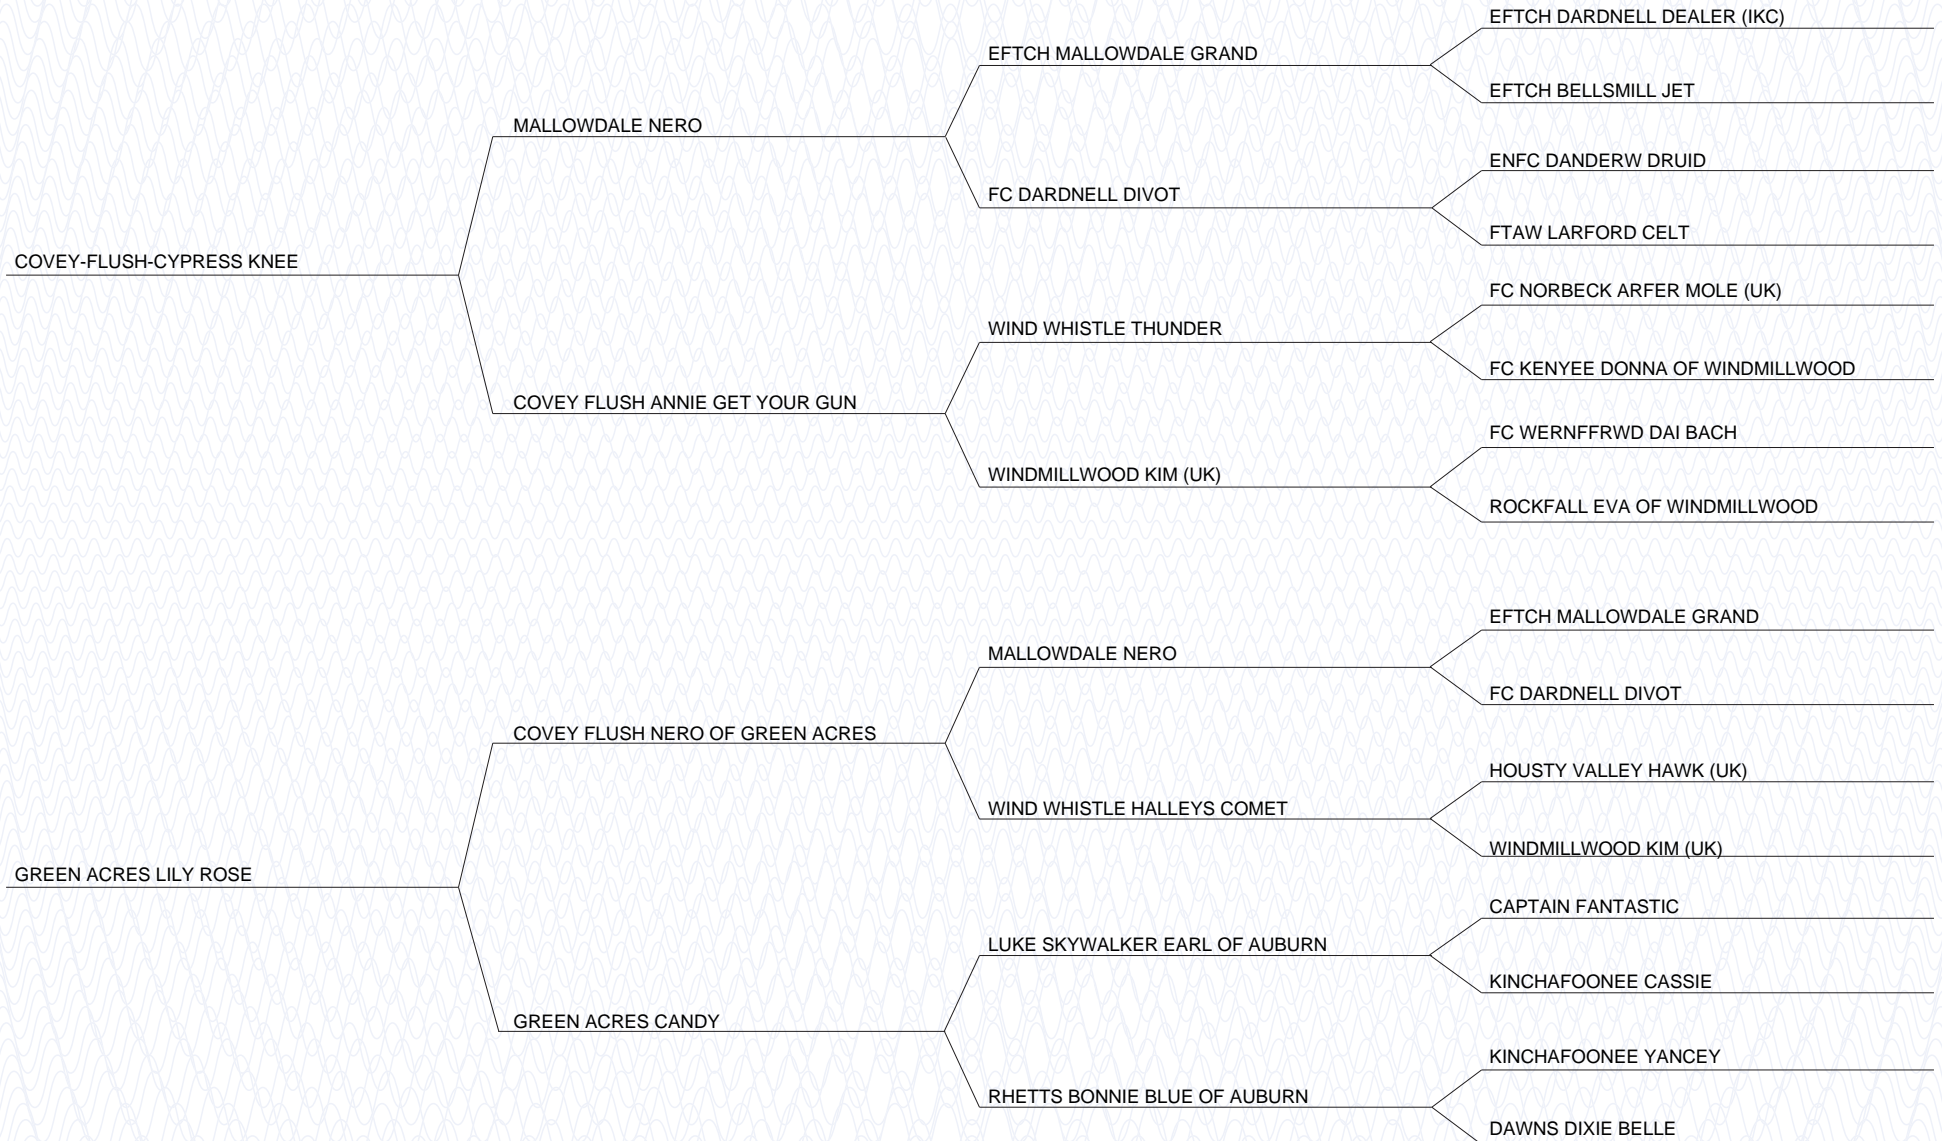 EFTCH DARDNELL DEALER (IKC)
EFTCH MALLOWDALE GRAND
EFTCH BELLSMILL JET
MALLOWDALE NERO
ENFC DANDERW DRUID
FC DARDNELL DIVOT
FTAW LARFORD CELT
COVEY-FLUSH-CYPRESS KNEE
FC NORBECK ARFER MOLE (UK)
WIND WHISTLE THUNDER
FC KENYEE DONNA OF WINDMILLWOOD
COVEY FLUSH ANNIE GET YOUR GUN
FC WERNFFRWD DAI BACH
WINDMILLWOOD KIM (UK)
ROCKFALL EVA OF WINDMILLWOOD
EFTCH MALLOWDALE GRAND
MALLOWDALE NERO
FC DARDNELL DIVOT
COVEY FLUSH NERO OF GREEN ACRES
HOUSTY VALLEY HAWK (UK)
WIND WHISTLE HALLEYS COMET
WINDMILLWOOD KIM (UK)
GREEN ACRES LILY ROSE
CAPTAIN FANTASTIC
LUKE SKYWALKER EARL OF AUBURN
KINCHAFOONEE CASSIE
GREEN ACRES CANDY
KINCHAFOONEE YANCEY
RHETTS BONNIE BLUE OF AUBURN
DAWNS DIXIE BELLE